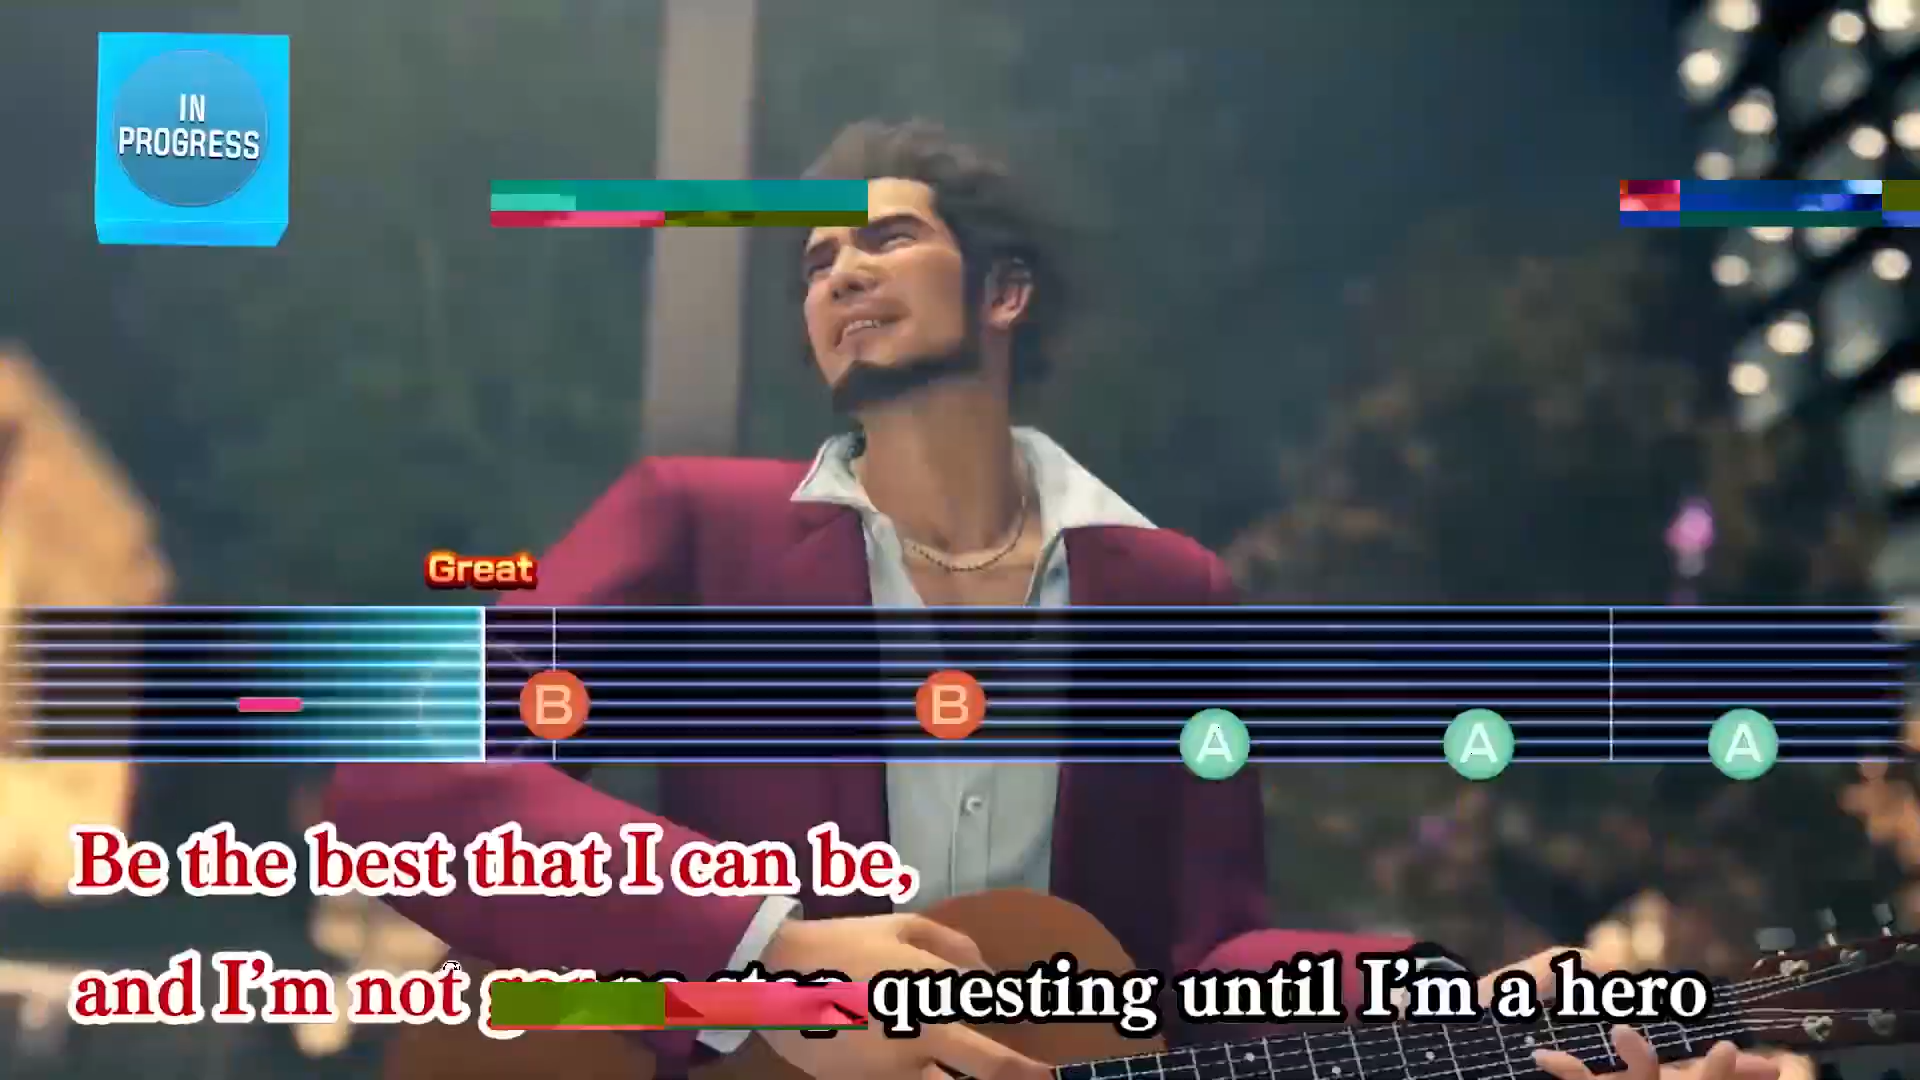 IN
PROGRESS
Great
B B A A A
Be the best that I can be,
and I'm not questing until I'm a hero